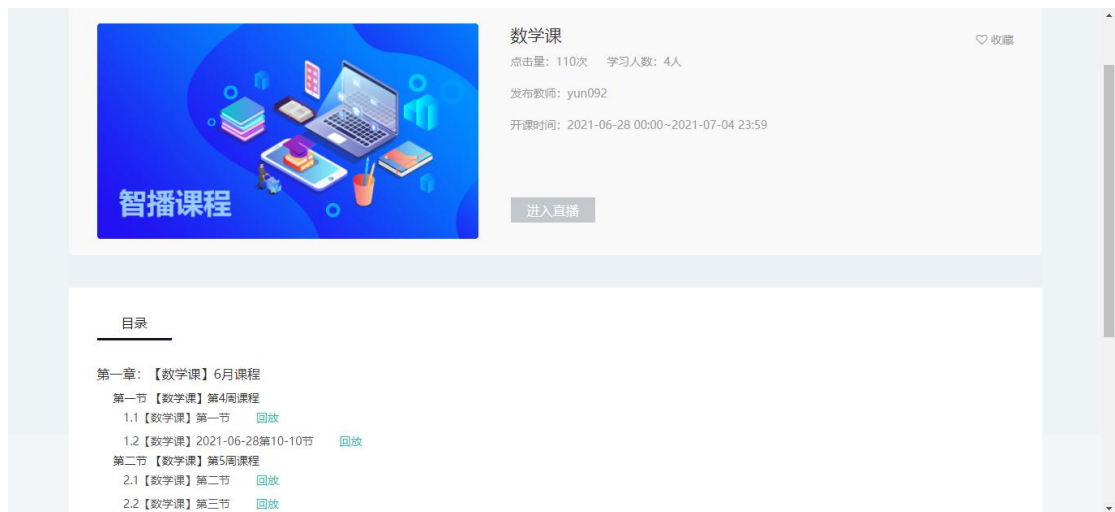 数学课
♡ 收藏
点击量：110次 学习人数：4人
发布教师：yun092
开课时间：2021-06-28 00:00~2021-07-04 23:59
智播课程
进入直播
目录
第一章：【数学课】6月课程
第一节 【数学课】第4周课程
1.1【数学课】第一节 回放
1.2【数学课】2021-06-28第10-10节 回放
第二节 【数学课】第5周课程
2.1【数学课】第二节 回放
2.2【数学课】第三节 回放